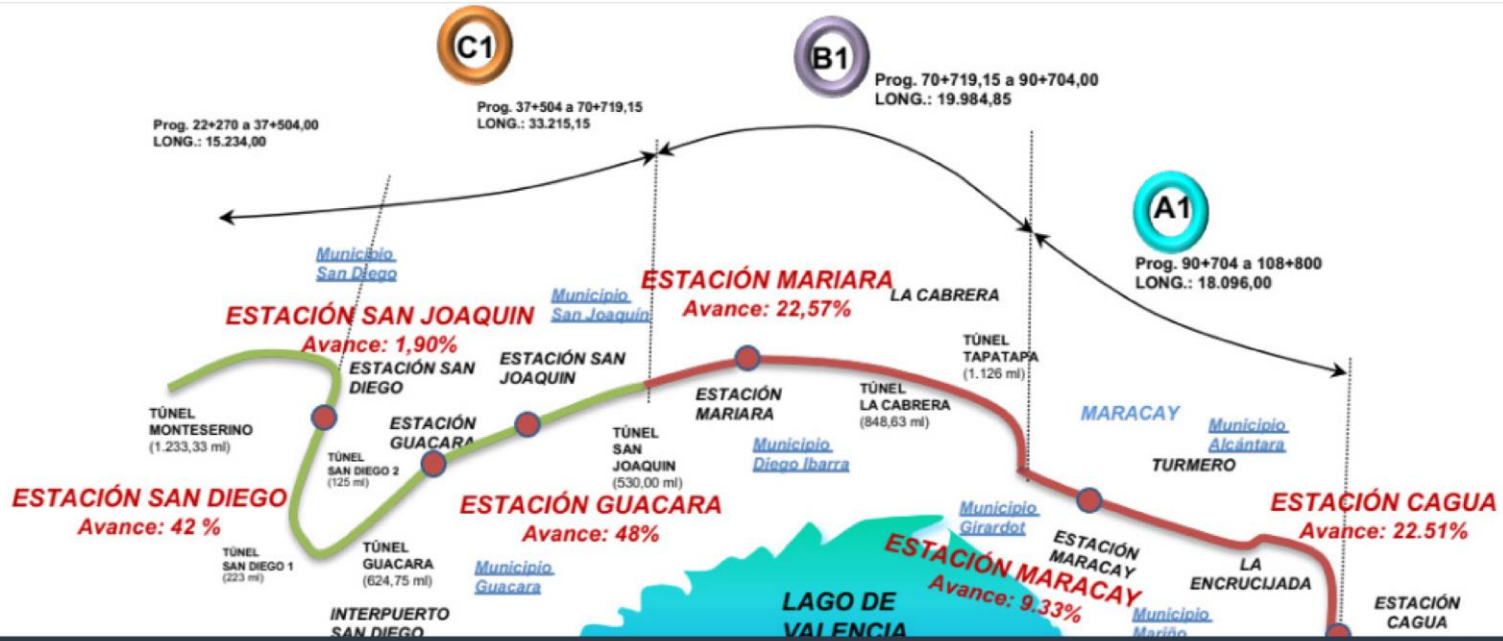 C1
B1
Prog. 70+719,15 a 90+704,00
LONG.: 19.984,85
Prog. 37+504 a 70+719,15
LONG.: 33.215,15
Prog. 22+270 a 37+504,00
LONG.: 15.234,00
A1
Prog. 90+704 a 108+800
LONG.: 18.096,00
Municipio
San Diego
ESTACIÓN MARIARA
Avance: 22,57%
LA CABRERA
Municipio
San Joaquín
ESTACIÓN SAN JOAQUIN
Avance: 1,90%
ESTACIÓN SAN
DIEGO
ESTACIÓN SAN
JOAQUIN
TÚNEL
TAPATAPA
(1.126 ml)
TÚNEL
MONTESERINO
(1.233,33 ml)
ESTACIÓN
GUACARA
ESTACIÓN
MARIARA
TÚNEL
LA CABRERA
(848,63 ml)
MARACAY
Municipio
Alcántara
TURMERO
TÚNEL
SAN DIEGO 2
(125 ml)
TÚNEL
SAN
JOAQUIN
(530,00 ml)
Municipio
Diego Ibarra
ESTACIÓN SAN DIEGO
Avance: 42 %
ESTACIÓN GUACARA
Avance: 48%
Municipio
Girardot
ESTACIÓN CAGUA
Avance: 22.51%
TÚNEL
SAN DIEGO 1
(223 ml)
TÚNEL
GUACARA
(624,75 ml)
Municipio
Guacara
ESTACIÓN
MARACAY
ESTACIÓN MARACAY
Avance: 9.33%
LA
ENCRUCIJADA
INTERPUERTO
SAN DIEGO
LAGO DE
VALENCIA
Municipio
Mariño
ESTACIÓN
CAGUA